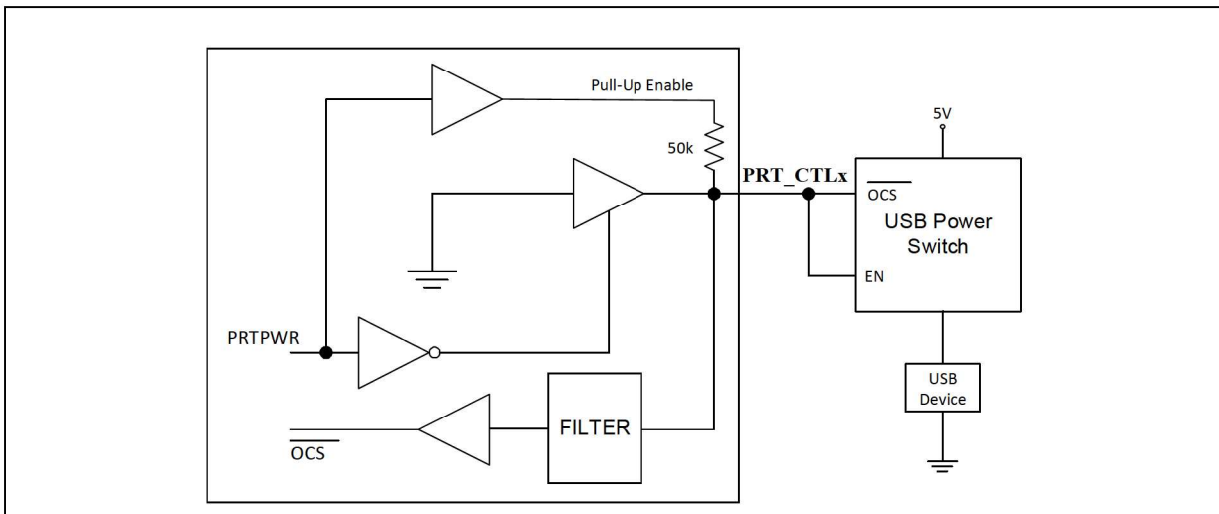 Pull-Up Enable
5V
50k
PRT_CTLx
OCS
USB Power
Switch
EN
PRTPWR
USB
Device
FILTER
OCS